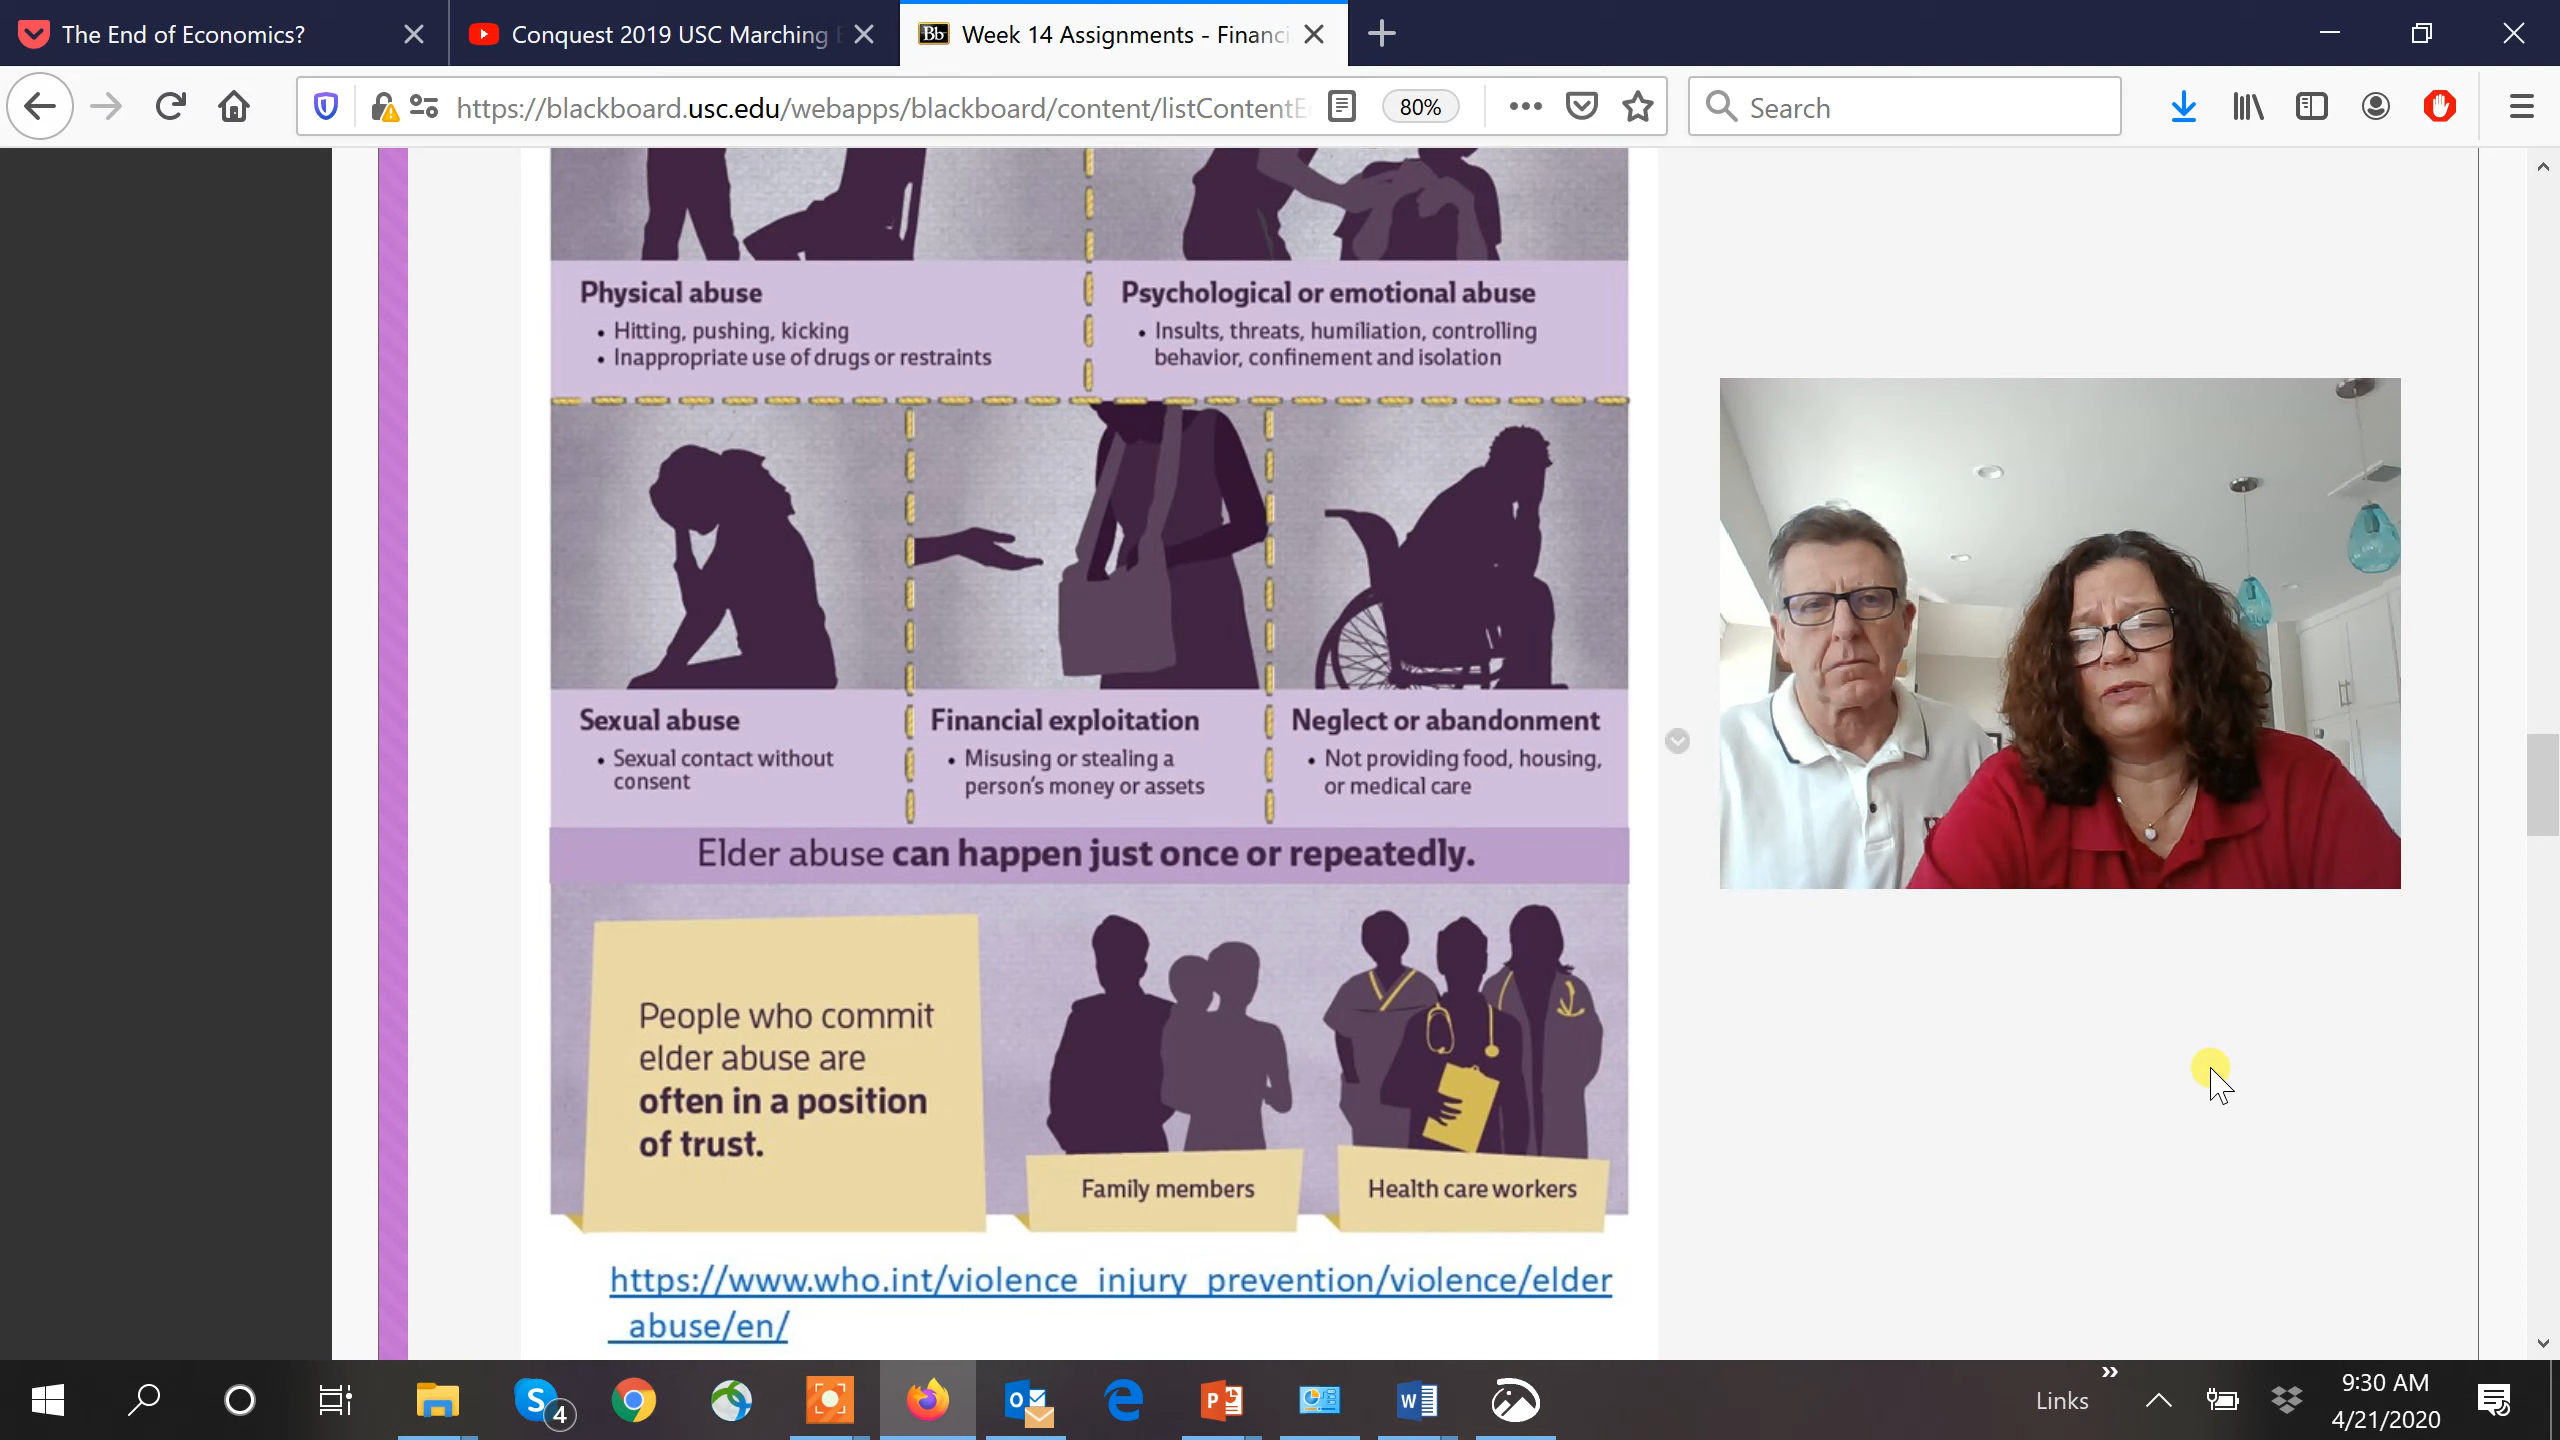 The End of Economics?
Conquest 2019 USC Marching
Bb
Week 14 Assignments - Financi
https://blackboard.usc.edu/webapps/blackboard/content/listContentE
80%
Search
Physical abuse
• Hitting, pushing, kicking
• Inappropriate use of drugs or restraints
Psychological or emotional abuse
• Insults, threats, humiliation, controlling
behavior, confinement and isolation
Sexual abuse
• Sexual contact without
consent
Financial exploitation
• Misusing or stealing a
person's money or assets
Neglect or abandonment
• Not providing food, housing,
or medical care
Elder abuse can happen just once or repeatedly.
People who commit
elder abuse are
often in a position
of trust.
Family members
Health care workers
https://www.who.int/violence_injury_prevention/violence/elder
_abuse/en/
4
Links
9:30 AM
4/21/2020